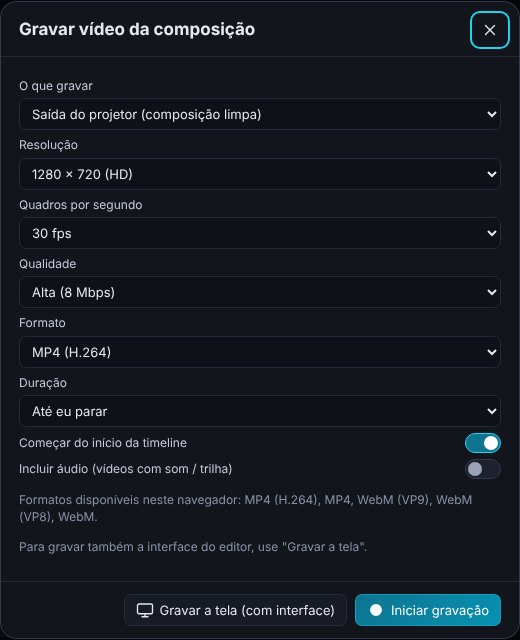 Gravar vídeo da composição
O que gravar
Saída do projetor (composição limpa)
Resolução
1280 × 720 (HD)
Quadros por segundo
30 fps
Qualidade
Alta (8 Mbps)
Formato
MP4 (H.264)
Duração
Até eu parar
Começar do início da timeline
Incluir áudio (vídeos com som / trilha)
Formatos disponíveis neste navegador: MP4 (H.264), MP4, WebM (VP9), WebM
(VP8), WebM.
Para gravar também a interface do editor, use "Gravar a tela".
Gravar a tela (com interface)
Iniciar gravação